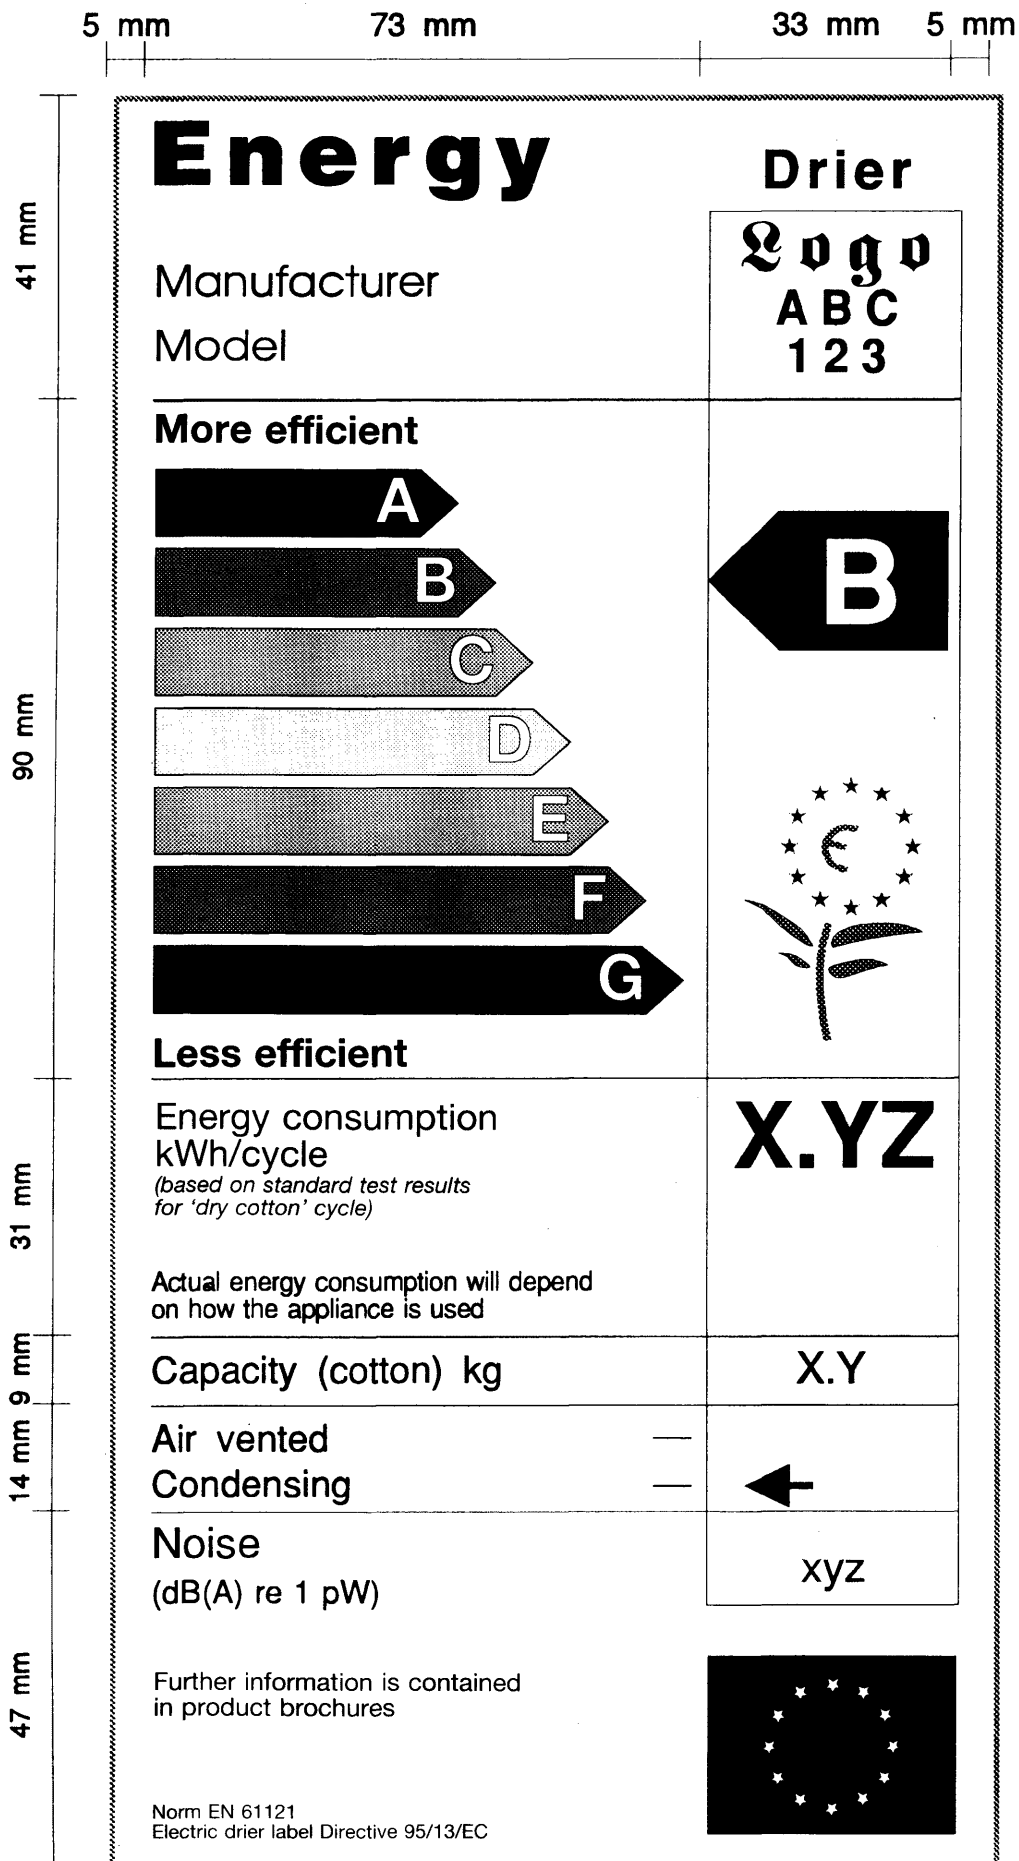 5 mm 73 mm 33 mm 5 mm
Energy
Drier
41 mm
Logo
ABC
123
Manufacturer
Model
More efficient
A
B
B
C
90 mm
D
E
Є
F
G
Less efficient
Energy consumption
kWh/cycle
(based on standard test results
for ‘dry cotton’ cycle)
X.YZ
31 mm
Actual energy consumption will depend
on how the appliance is used
9 mm
Capacity (cotton) kg
X.Y
14 mm
Air vented —
Condensing —
Noise
(dB(A) re 1 pW)
xyz
47 mm
Further information is contained
in product brochures
Norm EN 61121
Electric drier label Directive 95/13/EC